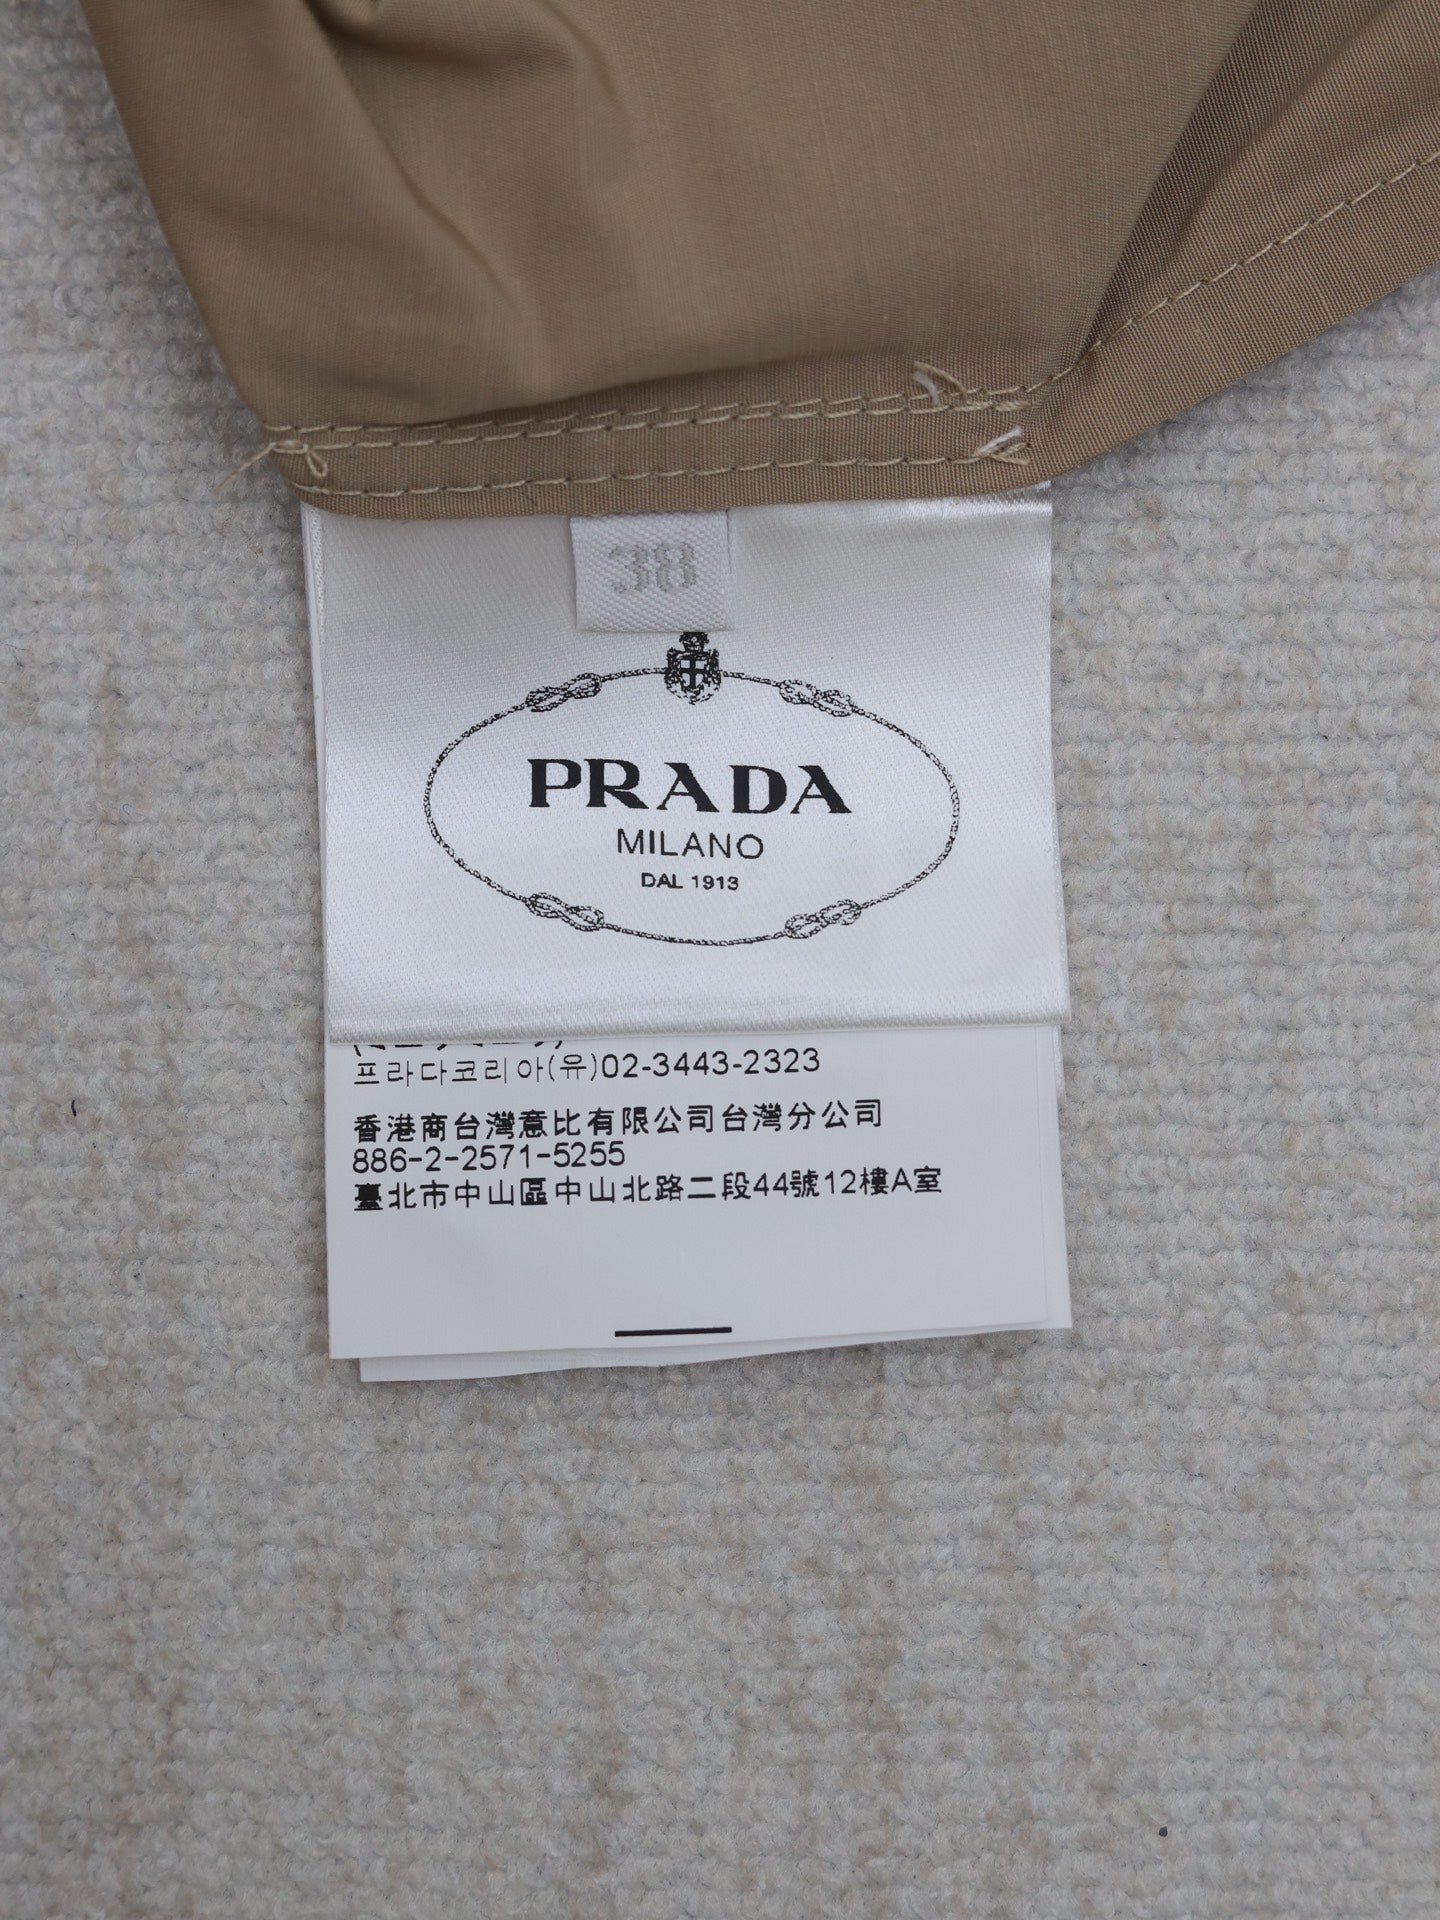 388
PRADA
MILANO
DAL 1913
프라다코리아(유)02-3443-2323
香港商台灣意比有限公司台灣分公司
886-2-2571-5255
臺北市中山區中山北路二段44號12樓A室